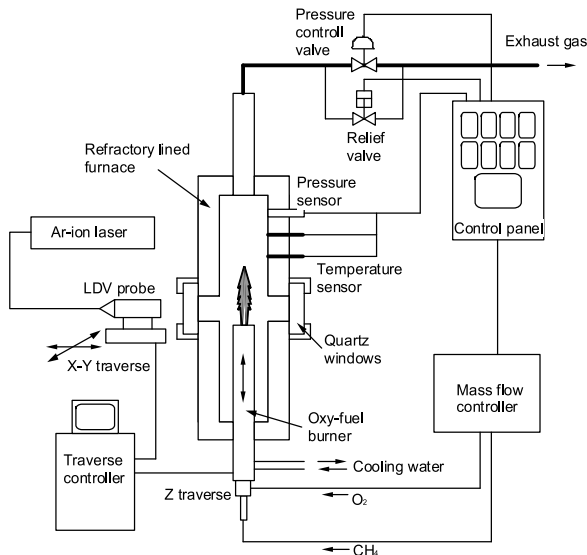 Pressure
controll
valve
Exhaust gas
Relief
valve
Refractory lined
furnace
Pressure
sensor
Control panel
Ar-ion laser
Temperature
sensor
LDV probe
Quartz
windows
X-Y traverse
Mass flow
controller
Oxy-fuel
burner
Traverse
controller
Cooling water
Z traverse
O₂
CH₄